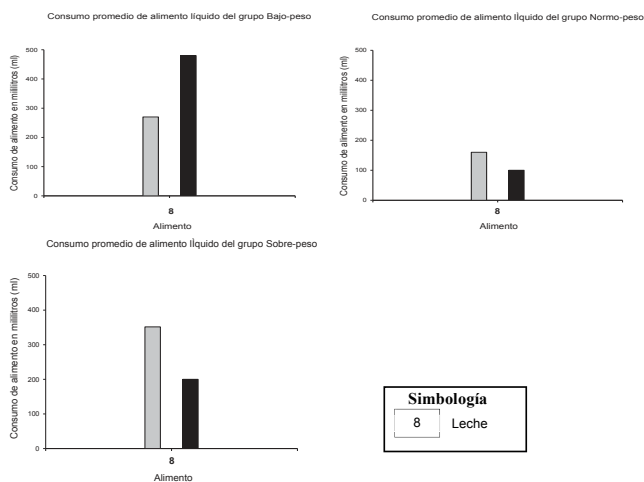 Consumo promedio de alimento líquido del grupo Bajo-peso
Consumo de alimento en mililitros (ml)
500
400
300
200
100
0
8
Alimento
Consumo promedio de alimento lÌquido del grupo Normo-peso
Consumo de alimento en mililitros (ml)
500
400
300
200
100
0
8
Alimento
Consumo promedio de alimento lÌquido del grupo Sobre-peso
Consumo de alimento en mililitros (ml)
500
400
300
200
100
0
8
Alimento
Simbología
8 Leche